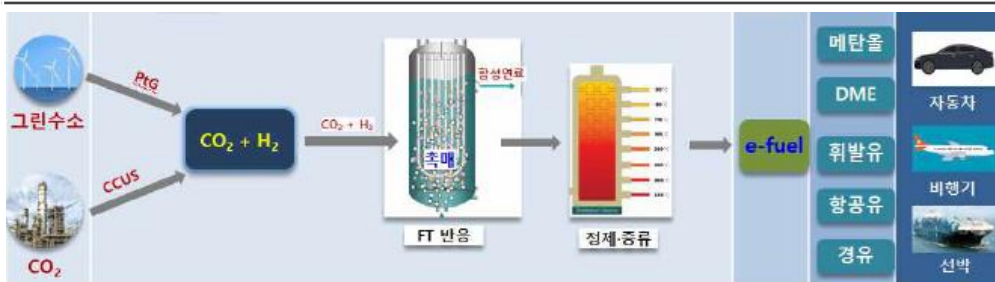 그린수소
CO₂
PtG
CCUS
CO₂ + H₂
CO₂ + H₂
합성연료
촉매
FT 반응
정제·증류
e-fuel
메탄올
DME
휘발유
항공유
경유
자동차
비행기
선박